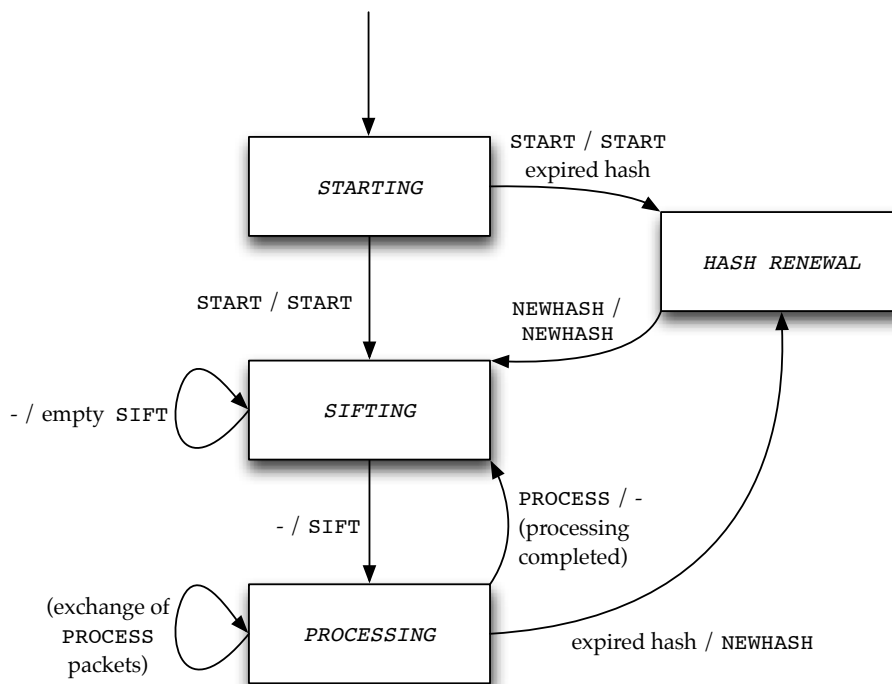 START / START
expired hash
STARTING
HASH RENEWAL
START / START
NEWHASH /
NEWHASH
- / empty SIFT
SIFTING
- / SIFT
PROCESS / -
(processing
completed)
(exchange of
PROCESS
packets)
PROCESSING
expired hash / NEWHASH